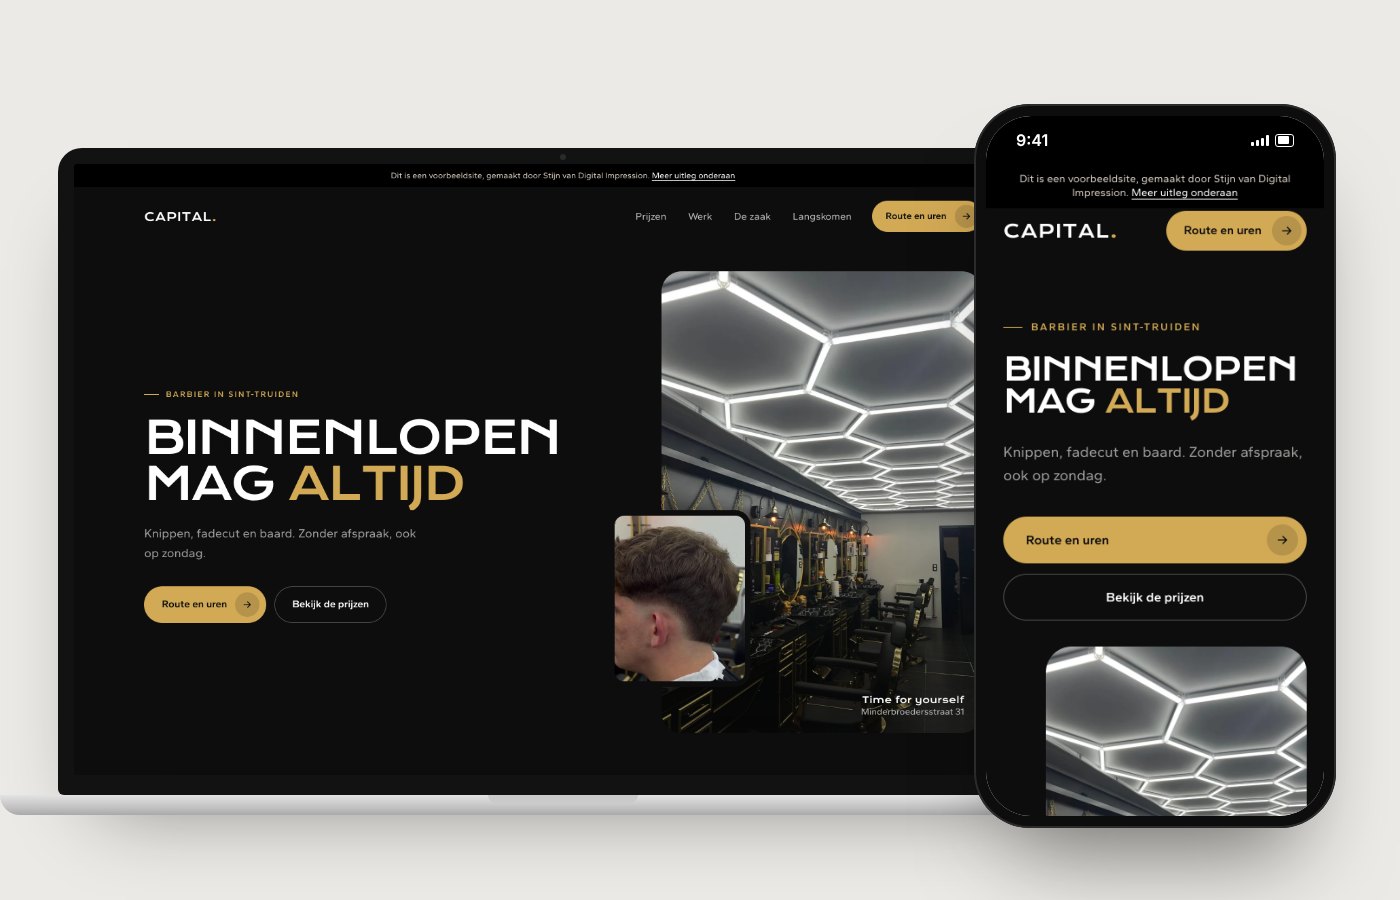 Dit is een voorbeeldsite, gemaakt door Stijn van Digital Impression. Meer uitleg onderaan
CAPITAL.
Prijzen
Werk
De zaak
Langskomen
Route en uren
BARBIER IN SINT-TRUIDEN
BINNENLOPEN
MAG ALTIJD
Knippen, fadecut en baard. Zonder afspraak, ook
op zondag.
Route en uren
Bekijk de prijzen
Time for yourself
Minderbroedersstraat 31
9:41
Dit is een voorbeeldsite, gemaakt door Stijn van Digital
Impression. Meer uitleg onderaan
CAPITAL.
Route en uren
BARBIER IN SINT-TRUIDEN
BINNENLOPEN
MAG ALTIJD
Knippen, fadecut en baard. Zonder afspraak,
ook op zondag.
Route en uren
Bekijk de prijzen